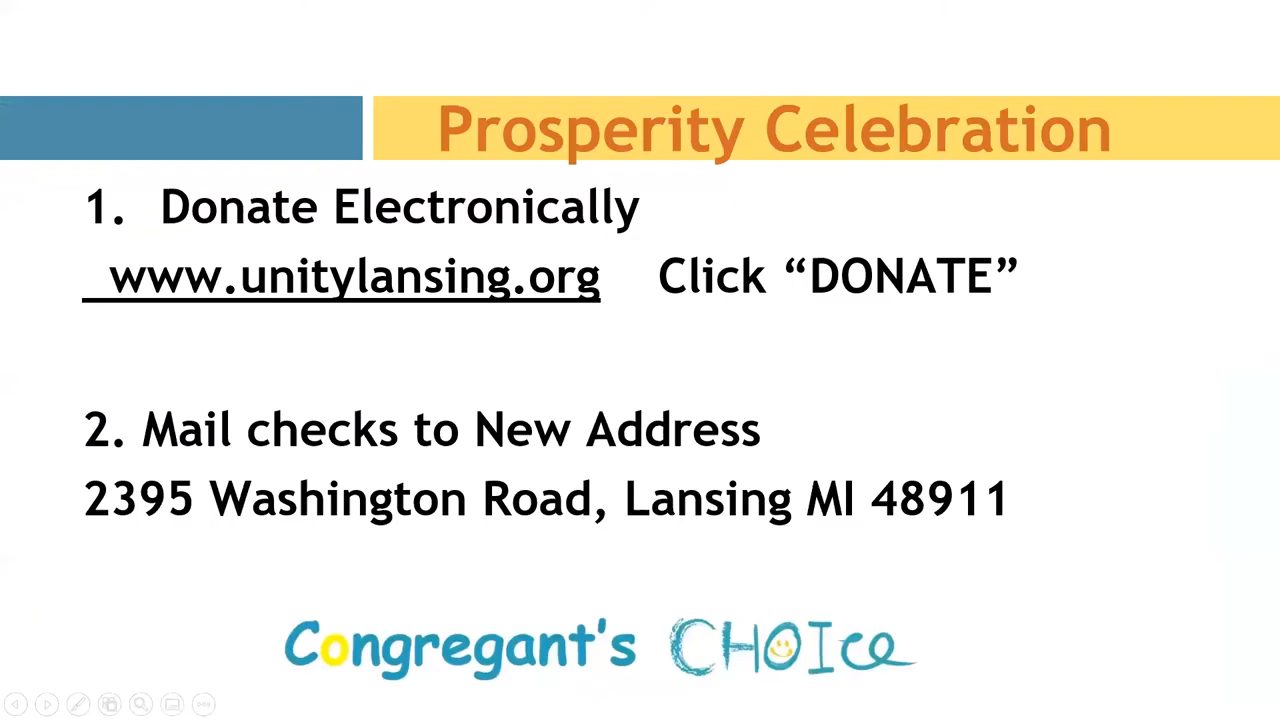 Prosperity Celebration
1. Donate Electronically
www.unitylansing.org Click “DONATE”
2. Mail checks to New Address
2395 Washington Road, Lansing MI 48911
Congregant's CHOICe